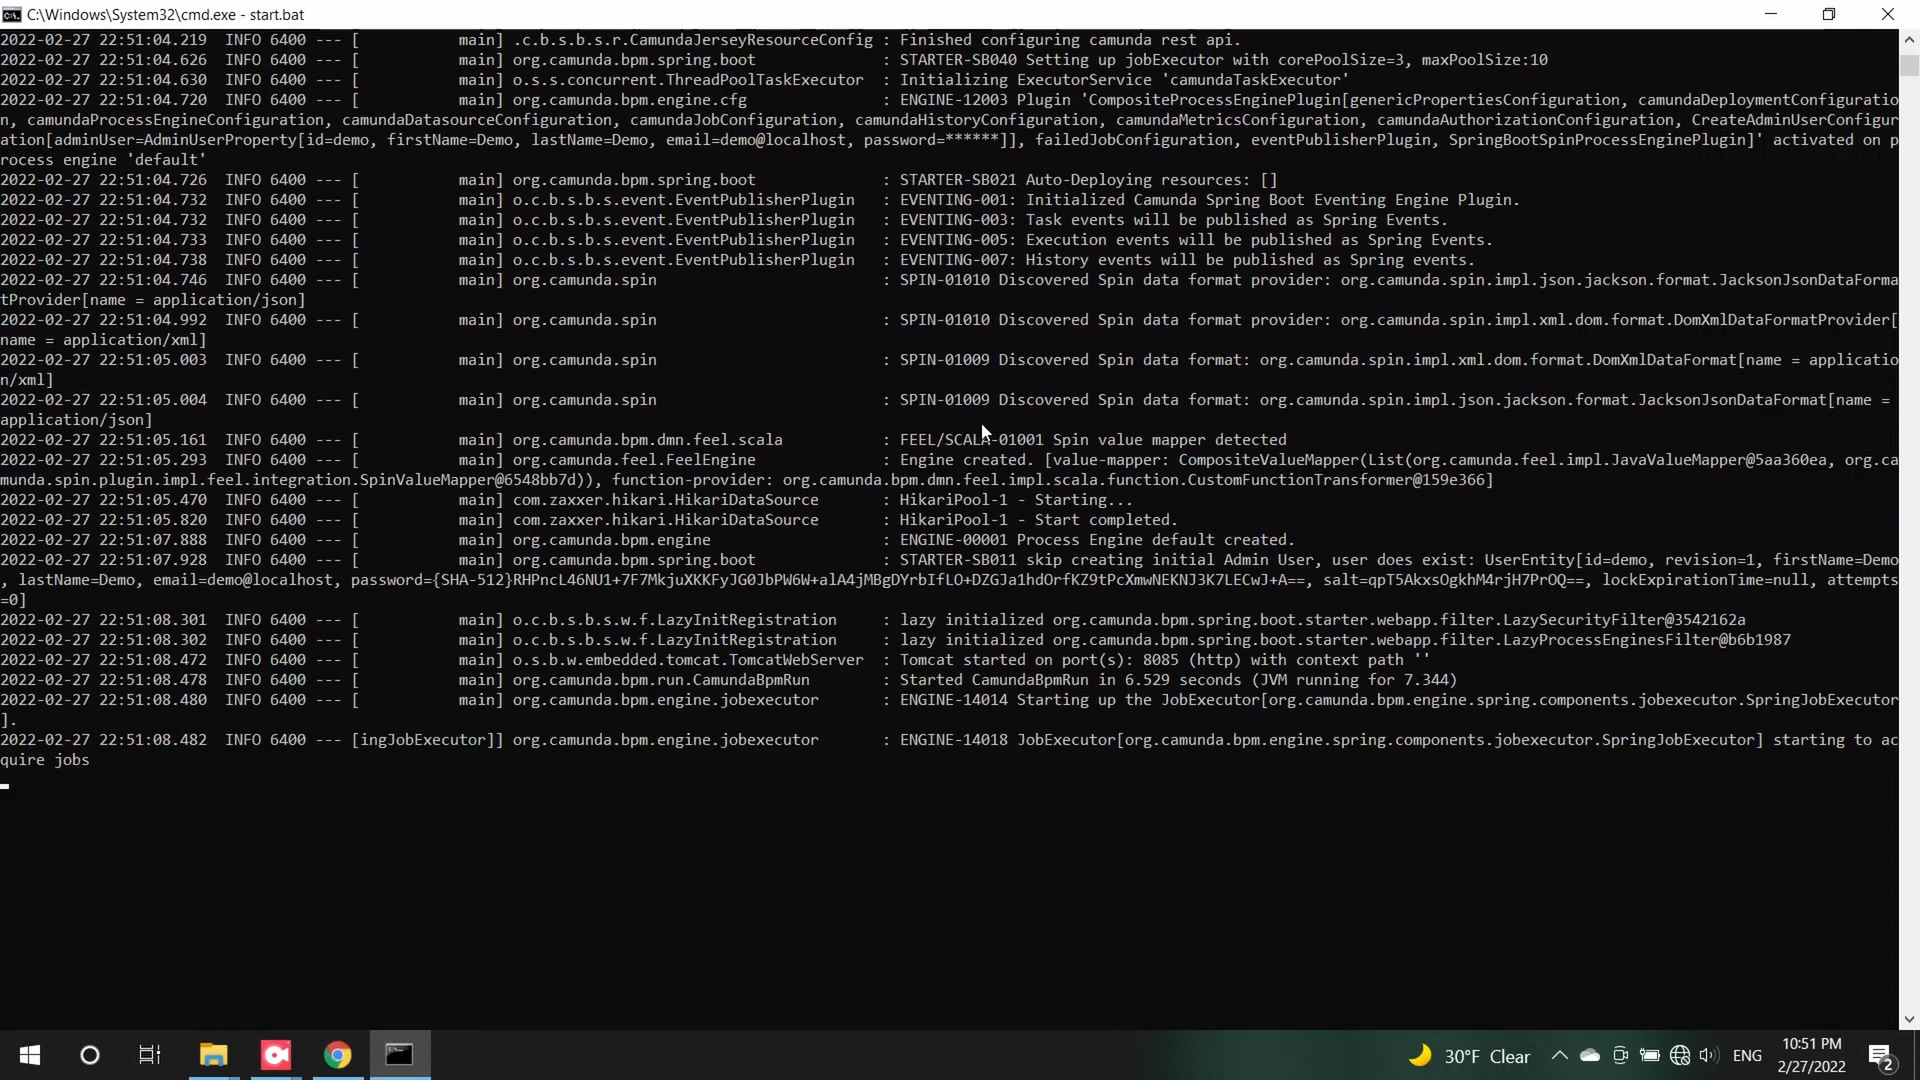 C:\Windows\System32\cmd.exe - start.bat
2022-02-27 22:51:04.219  INFO 6400 --- [           main] .c.b.s.b.s.r.CamundaJerseyResourceConfig : Finished configuring camunda rest api.
2022-02-27 22:51:04.626  INFO 6400 --- [           main] org.camunda.bpm.spring.boot              : STARTER-SB040 Setting up jobExecutor with corePoolSize=3, maxPoolSize:10
2022-02-27 22:51:04.630  INFO 6400 --- [           main] o.s.s.concurrent.ThreadPoolTaskExecutor  : Initializing ExecutorService 'camundaTaskExecutor'
2022-02-27 22:51:04.720  INFO 6400 --- [           main] org.camunda.bpm.engine.cfg               : ENGINE-12003 Plugin 'CompositeProcessEnginePlugin[genericPropertiesConfiguration, camundaDeploymentConfiguratio
n, camundaProcessEngineConfiguration, camundaDatasourceConfiguration, camundaJobConfiguration, camundaHistoryConfiguration, camundaMetricsConfiguration, camundaAuthorizationConfiguration, CreateAdminUserConfigur
ation[adminUser=AdminUserProperty[id=demo, firstName=Demo, lastName=Demo, email=demo@localhost, password=******]], failedJobConfiguration, eventPublisherPlugin, SpringBootSpinProcessEnginePlugin]' activated on p
rocess engine 'default'
2022-02-27 22:51:04.726  INFO 6400 --- [           main] org.camunda.bpm.spring.boot              : STARTER-SB021 Auto-Deploying resources: []
2022-02-27 22:51:04.732  INFO 6400 --- [           main] o.c.b.s.b.s.event.EventPublisherPlugin   : EVENTING-001: Initialized Camunda Spring Boot Eventing Engine Plugin.
2022-02-27 22:51:04.732  INFO 6400 --- [           main] o.c.b.s.b.s.event.EventPublisherPlugin   : EVENTING-003: Task events will be published as Spring Events.
2022-02-27 22:51:04.733  INFO 6400 --- [           main] o.c.b.s.b.s.event.EventPublisherPlugin   : EVENTING-005: Execution events will be published as Spring Events.
2022-02-27 22:51:04.738  INFO 6400 --- [           main] o.c.b.s.b.s.event.EventPublisherPlugin   : EVENTING-007: History events will be published as Spring events.
2022-02-27 22:51:04.746  INFO 6400 --- [           main] org.camunda.spin                         : SPIN-01010 Discovered Spin data format provider: org.camunda.spin.impl.json.jackson.format.JacksonJsonDataForma
tProvider[name = application/json]
2022-02-27 22:51:04.992  INFO 6400 --- [           main] org.camunda.spin                         : SPIN-01010 Discovered Spin data format provider: org.camunda.spin.impl.xml.dom.format.DomXmlDataFormatProvider[
name = application/xml]
2022-02-27 22:51:05.003  INFO 6400 --- [           main] org.camunda.spin                         : SPIN-01009 Discovered Spin data format: org.camunda.spin.impl.xml.dom.format.DomXmlDataFormat[name = applicatio
n/xml]
2022-02-27 22:51:05.004  INFO 6400 --- [           main] org.camunda.spin                         : SPIN-01009 Discovered Spin data format: org.camunda.spin.impl.json.jackson.format.JacksonJsonDataFormat[name =
application/json]
2022-02-27 22:51:05.161  INFO 6400 --- [           main] org.camunda.bpm.dmn.feel.scala           : FEEL/SCALA-01001 Spin value mapper detected
2022-02-27 22:51:05.293  INFO 6400 --- [           main] org.camunda.feel.FeelEngine              : Engine created. [value-mapper: CompositeValueMapper(List(org.camunda.feel.impl.JavaValueMapper@5aa360ea, org.ca
munda.spin.plugin.impl.feel.integration.SpinValueMapper@6548bb7d)), function-provider: org.camunda.bpm.dmn.feel.impl.scala.function.CustomFunctionTransformer@159e366]
2022-02-27 22:51:05.470  INFO 6400 --- [           main] com.zaxxer.hikari.HikariDataSource       : HikariPool-1 - Starting...
2022-02-27 22:51:05.820  INFO 6400 --- [           main] com.zaxxer.hikari.HikariDataSource       : HikariPool-1 - Start completed.
2022-02-27 22:51:07.888  INFO 6400 --- [           main] org.camunda.bpm.engine                   : ENGINE-00001 Process Engine default created.
2022-02-27 22:51:07.928  INFO 6400 --- [           main] org.camunda.bpm.spring.boot              : STARTER-SB011 skip creating initial Admin User, user does exist: UserEntity[id=demo, revision=1, firstName=Demo
, lastName=Demo, email=demo@localhost, password={SHA-512}RHPncL46NU1+7F7MkjuXKKFyJG0JbPW6W+alA4jMBgDYrbIfLO+DZGJa1hdOrfKZ9tPcXmwNEKNJ3K7LECwJ+A==, salt=qpT5AkxsOgkhM4rjH7PrOQ==, lockExpirationTime=null, attempts
=0]
2022-02-27 22:51:08.301  INFO 6400 --- [           main] o.c.b.s.b.s.w.f.LazyInitRegistration     : lazy initialized org.camunda.bpm.spring.boot.starter.webapp.filter.LazySecurityFilter@3542162a
2022-02-27 22:51:08.302  INFO 6400 --- [           main] o.c.b.s.b.s.w.f.LazyInitRegistration     : lazy initialized org.camunda.bpm.spring.boot.starter.webapp.filter.LazyProcessEnginesFilter@b6b1987
2022-02-27 22:51:08.472  INFO 6400 --- [           main] o.s.b.w.embedded.tomcat.TomcatWebServer  : Tomcat started on port(s): 8085 (http) with context path ''
2022-02-27 22:51:08.478  INFO 6400 --- [           main] org.camunda.bpm.run.CamundaBpmRun        : Started CamundaBpmRun in 6.529 seconds (JVM running for 7.344)
2022-02-27 22:51:08.480  INFO 6400 --- [           main] org.camunda.bpm.engine.jobexecutor       : ENGINE-14014 Starting up the JobExecutor[org.camunda.bpm.engine.spring.components.jobexecutor.SpringJobExecutor
].
2022-02-27 22:51:08.482  INFO 6400 --- [ingJobExecutor]] org.camunda.bpm.engine.jobexecutor       : ENGINE-14018 JobExecutor[org.camunda.bpm.engine.spring.components.jobexecutor.SpringJobExecutor] starting to ac
quire jobs
30°F Clear
ENG
10:51 PM
2/27/2022
2